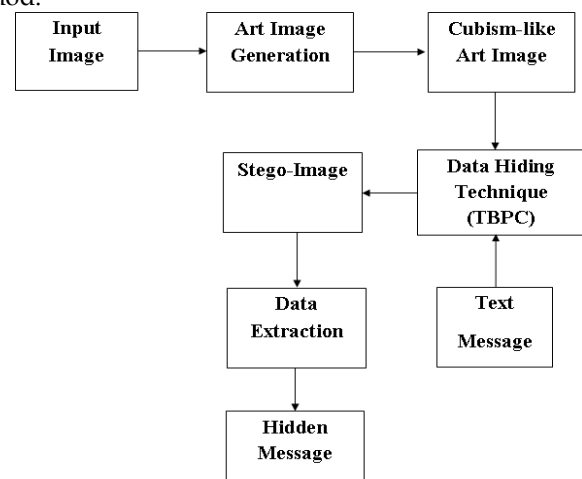 nod.
Input
Image
Art Image
Generation
Cubism-like
Art Image
Data Hiding
Technique
(TBPC)
Stego-Image
Text
Message
Data
Extraction
Hidden
Message